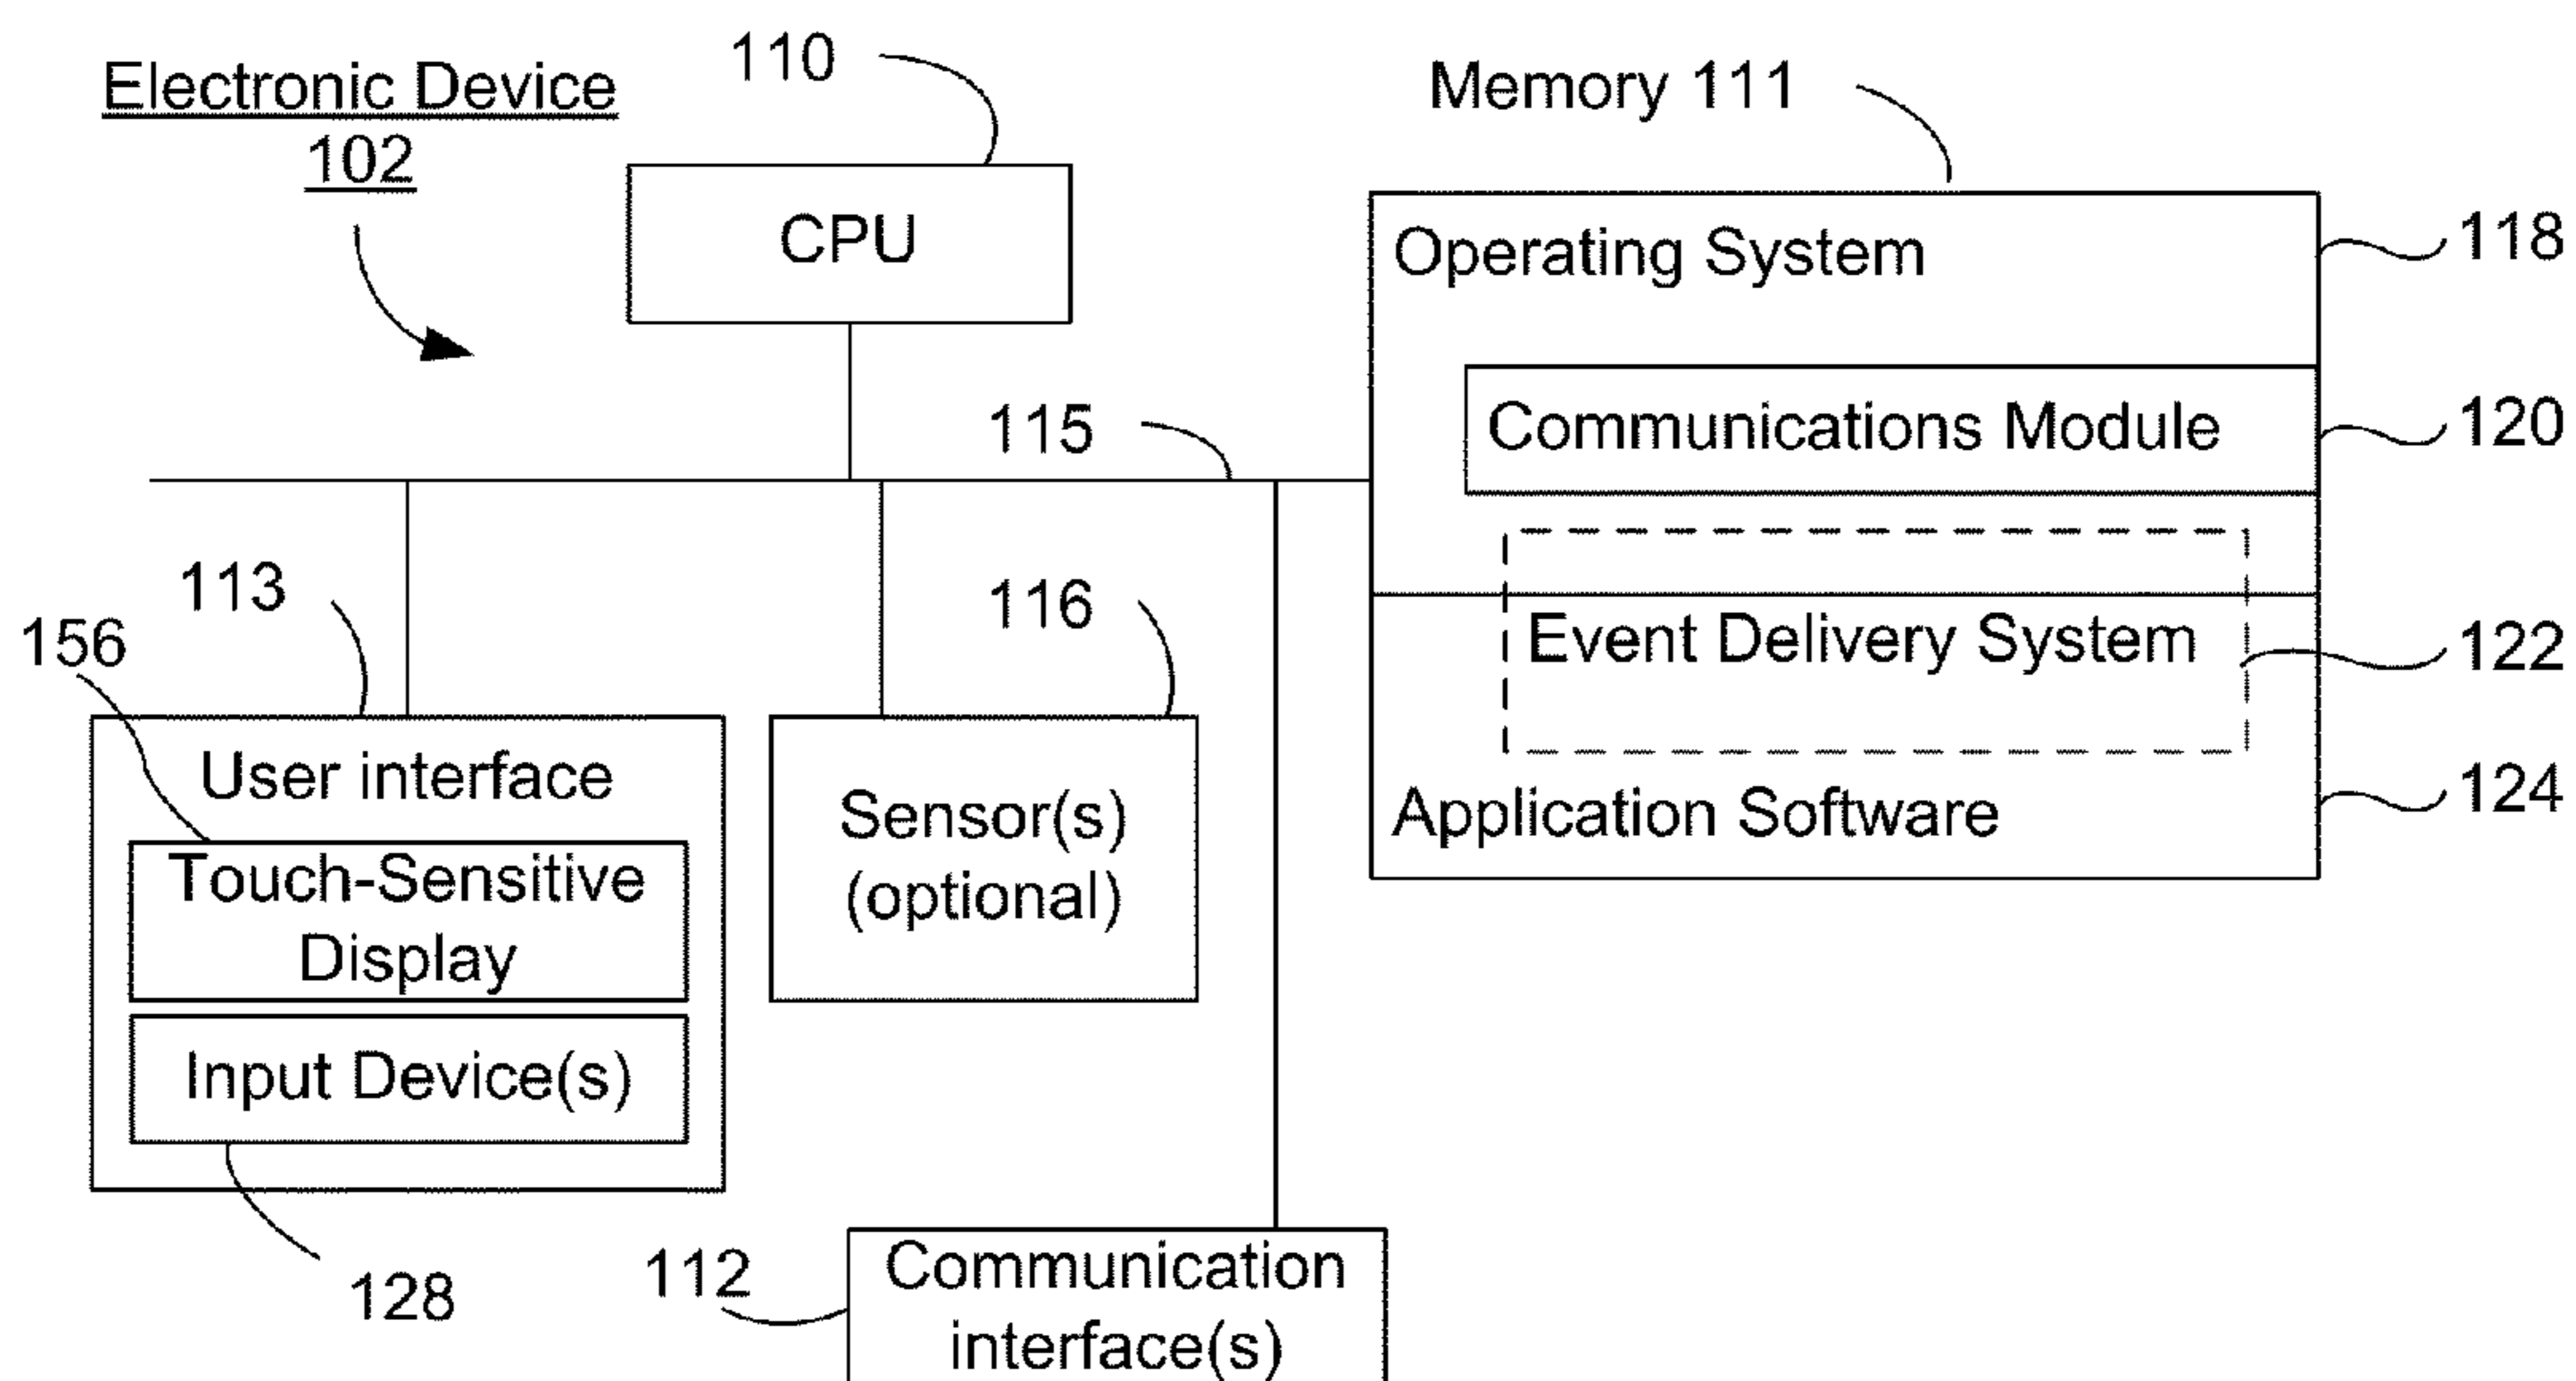 Electronic Device
102
110
CPU
Memory 111
Operating System
118
Communications Module
120
115
Event Delivery System
122
Application Software
124
113
156
User interface
Touch-Sensitive
Display
Input Device(s)
128
116
Sensor(s)
(optional)
112
Communication
interface(s)